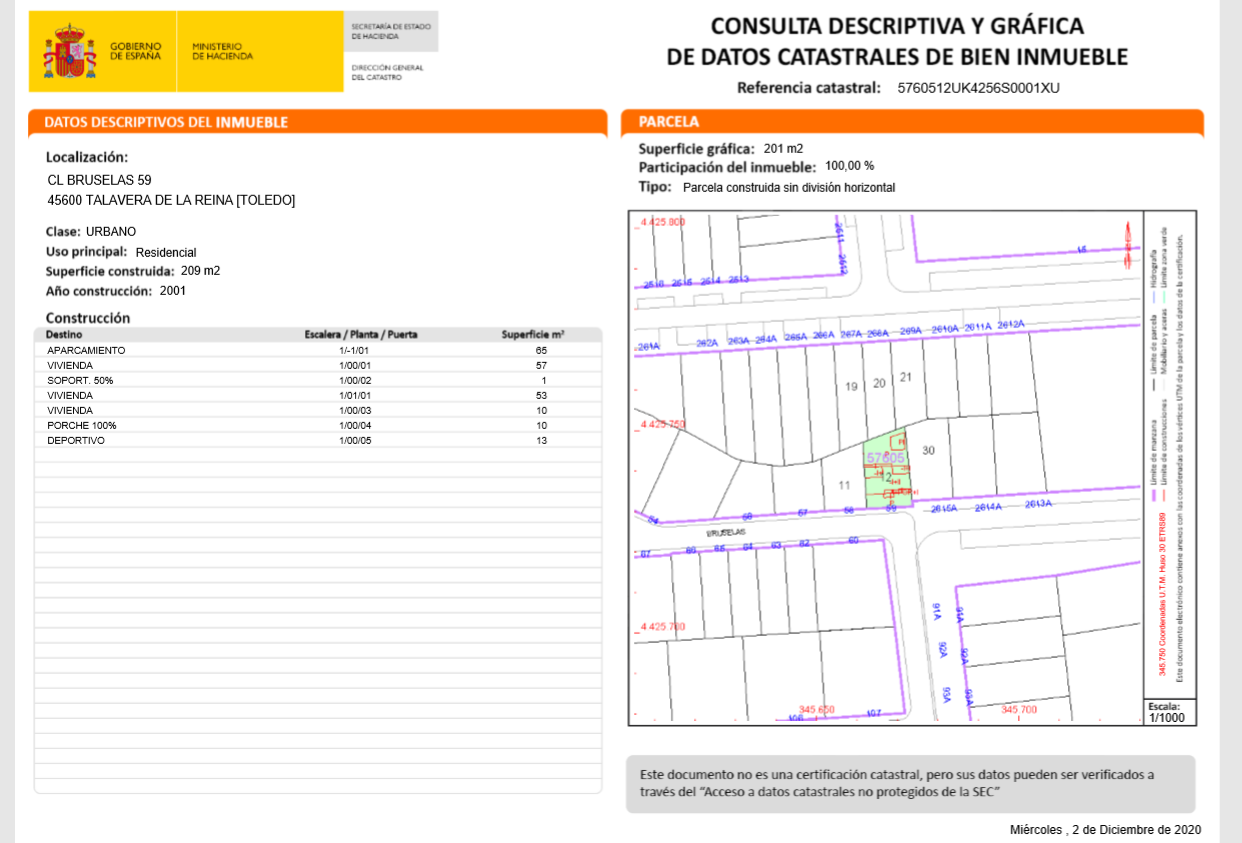 GOBIERNO
DE ESPAÑA
MINISTERIO
DE HACIENDA
SECRETARÍA DE ESTADO
DE HACIENDA
DIRECCIÓN GENERAL
DEL CATASTRO
CONSULTA DESCRIPTIVA Y GRÁFICA
DE DATOS CATASTRALES DE BIEN INMUEBLE
Referencia catastral: 5760512UK4256S0001XU
DATOS DESCRIPTIVOS DEL INMUEBLE
Localización:
CL BRUSELAS 59
45600 TALAVERA DE LA REINA [TOLEDO]
Clase: URBANO
Uso principal: Residencial
Superficie construida: 209 m2
Año construcción: 2001
Construcción
Destino Escalera / Planta / Puerta Superficie m²
APARCAMIENTO 1/-1/01 65
VIVIENDA 1/00/01 57
SOPORT. 50% 1/00/02 1
VIVIENDA 1/01/01 53
VIVIENDA 1/00/03 10
PORCHE 100% 1/00/04 10
DEPORTIVO 1/00/05 13
PARCELA
Superficie gráfica: 201 m2
Participación del inmueble: 100,00 %
Tipo: Parcela construida sin división horizontal
4.425.800
2611
2612
15
2516 2515 2514 2513
261A 262A 263A 264A 265A 266A 267A 268A 269A 2610A 2611A 2612A
19 20 21
4.425.750
57605
30
11
12
54 56 57 58 59 2615A 2614A 2613A
BRUSELAS
67 66 65 64 63 62 60
91A 91A
4.425.700
92A 92A
93A 93A
345.650
106 107
345.700
Hidrografía
Límite zona verde
Límite de parcela
Mobiliario y aceras
Límite de manzana
Límite de construcciones
345.750 Coordenadas U.T.M. Huso 30 ETRS89
Este documento electrónico contiene anexos con las coordenadas de los vértices UTM de la parcela y los datos de la certificación.
Escala:
1/1000
Este documento no es una certificación catastral, pero sus datos pueden ser verificados a
través del “Acceso a datos catastrales no protegidos de la SEC”
Miércoles , 2 de Diciembre de 2020